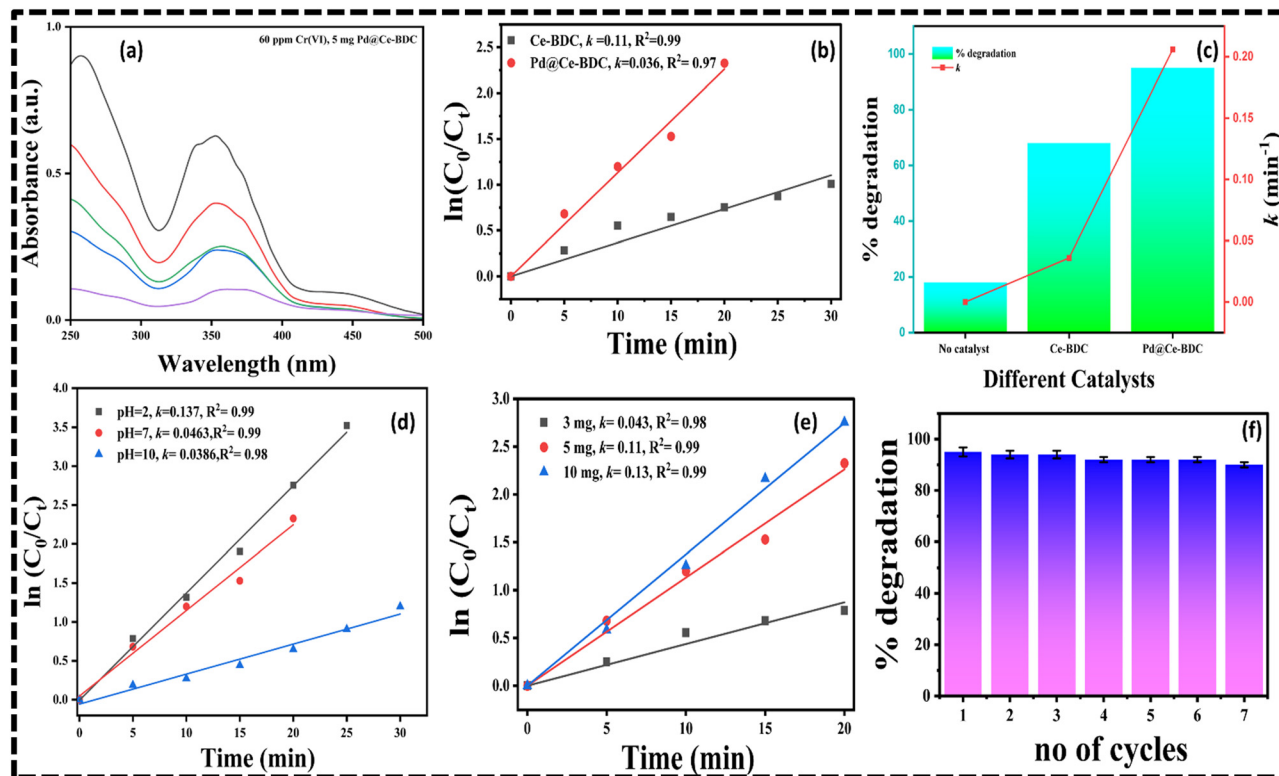 (a)
60 ppm Cr(VI), 5 mg Pd@Ce-BDC
Absorbance (a.u.)
1.0
0.5
0.0
250 300 350 400 450 500
Wavelength (nm)
(b)
Ce-BDC, k =0.11, R²=0.99
Pd@Ce-BDC, k=0.036, R²= 0.97
ln(C₀/Cₜ)
2.5
2.0
1.5
1.0
0.5
0.0
0 5 10 15 20 25 30
Time (min)
(c)
% degradation
k
% degradation
100
80
60
40
20
0
k (min⁻¹)
0.20
0.15
0.10
0.05
0.00
No catalyst Ce-BDC Pd@Ce-BDC
Different Catalysts
(d)
pH=2, k=0.137, R²= 0.99
pH=7, k= 0.0463,R²= 0.99
pH=10, k= 0.0386,R²= 0.98
ln (C₀/Cₜ)
4.0
3.5
3.0
2.5
2.0
1.5
1.0
0.5
0.0
0 5 10 15 20 25 30
Time (min)
(e)
3 mg, k= 0.043, R²= 0.98
5 mg, k= 0.11, R²= 0.99
10 mg, k= 0.13, R²= 0.99
ln (C₀/Cₜ)
3.0
2.5
2.0
1.5
1.0
0.5
0.0
0 5 10 15 20
Time (min)
(f)
% degradation
100
80
60
40
20
0
1 2 3 4 5 6 7
no of cycles